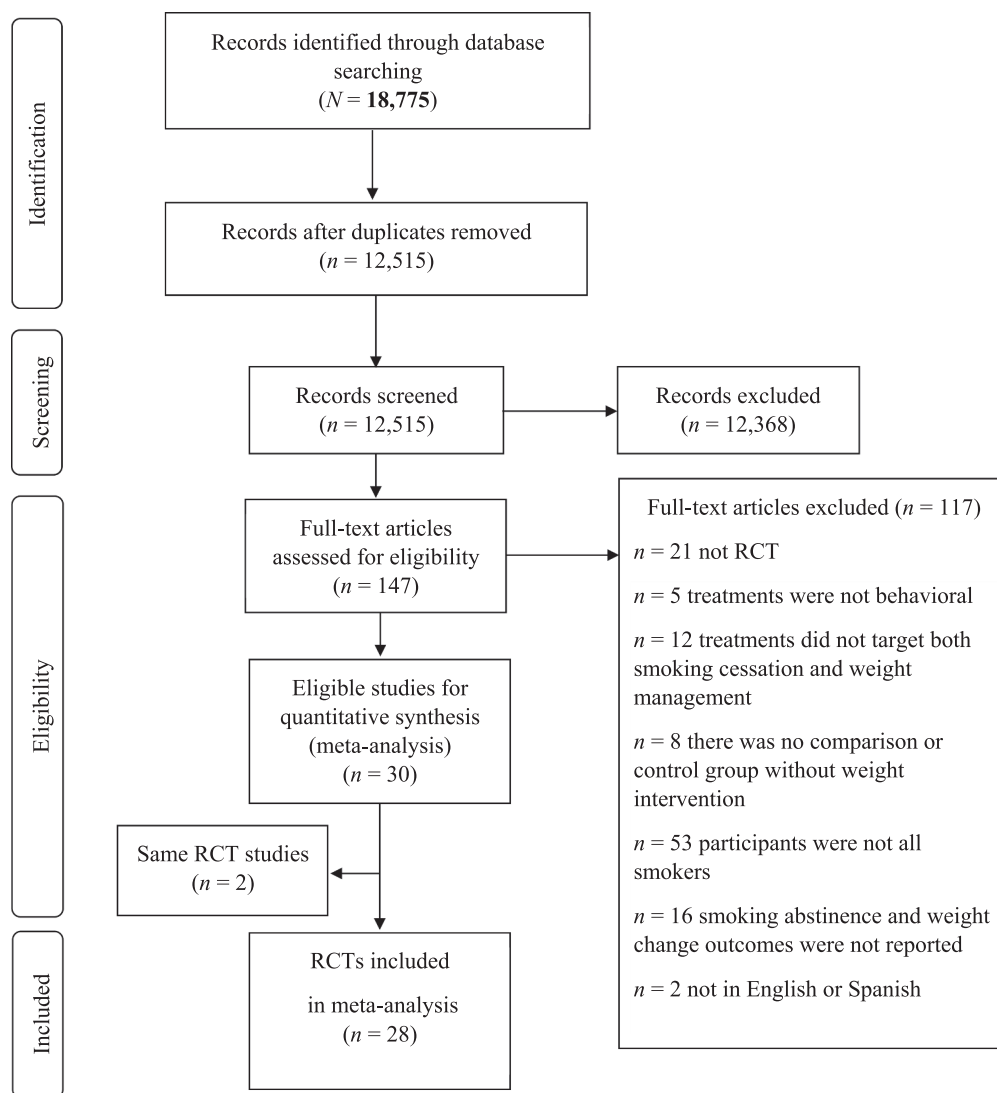 Identification
Records identified through database
searching
(N = 18,775)
Records after duplicates removed
(n = 12,515)
Screening
Records screened
(n = 12,515)
Records excluded
(n = 12,368)
Eligibility
Full-text articles
assessed for eligibility
(n = 147)
Full-text articles excluded (n = 117)
n = 21 not RCT
n = 5 treatments were not behavioral
n = 12 treatments did not target both
smoking cessation and weight
management
n = 8 there was no comparison or
control group without weight
intervention
n = 53 participants were not all
smokers
n = 16 smoking abstinence and weight
change outcomes were not reported
n = 2 not in English or Spanish
Eligible studies for
quantitative synthesis
(meta-analysis)
(n = 30)
Same RCT studies
(n = 2)
Included
RCTs included
in meta-analysis
(n = 28)